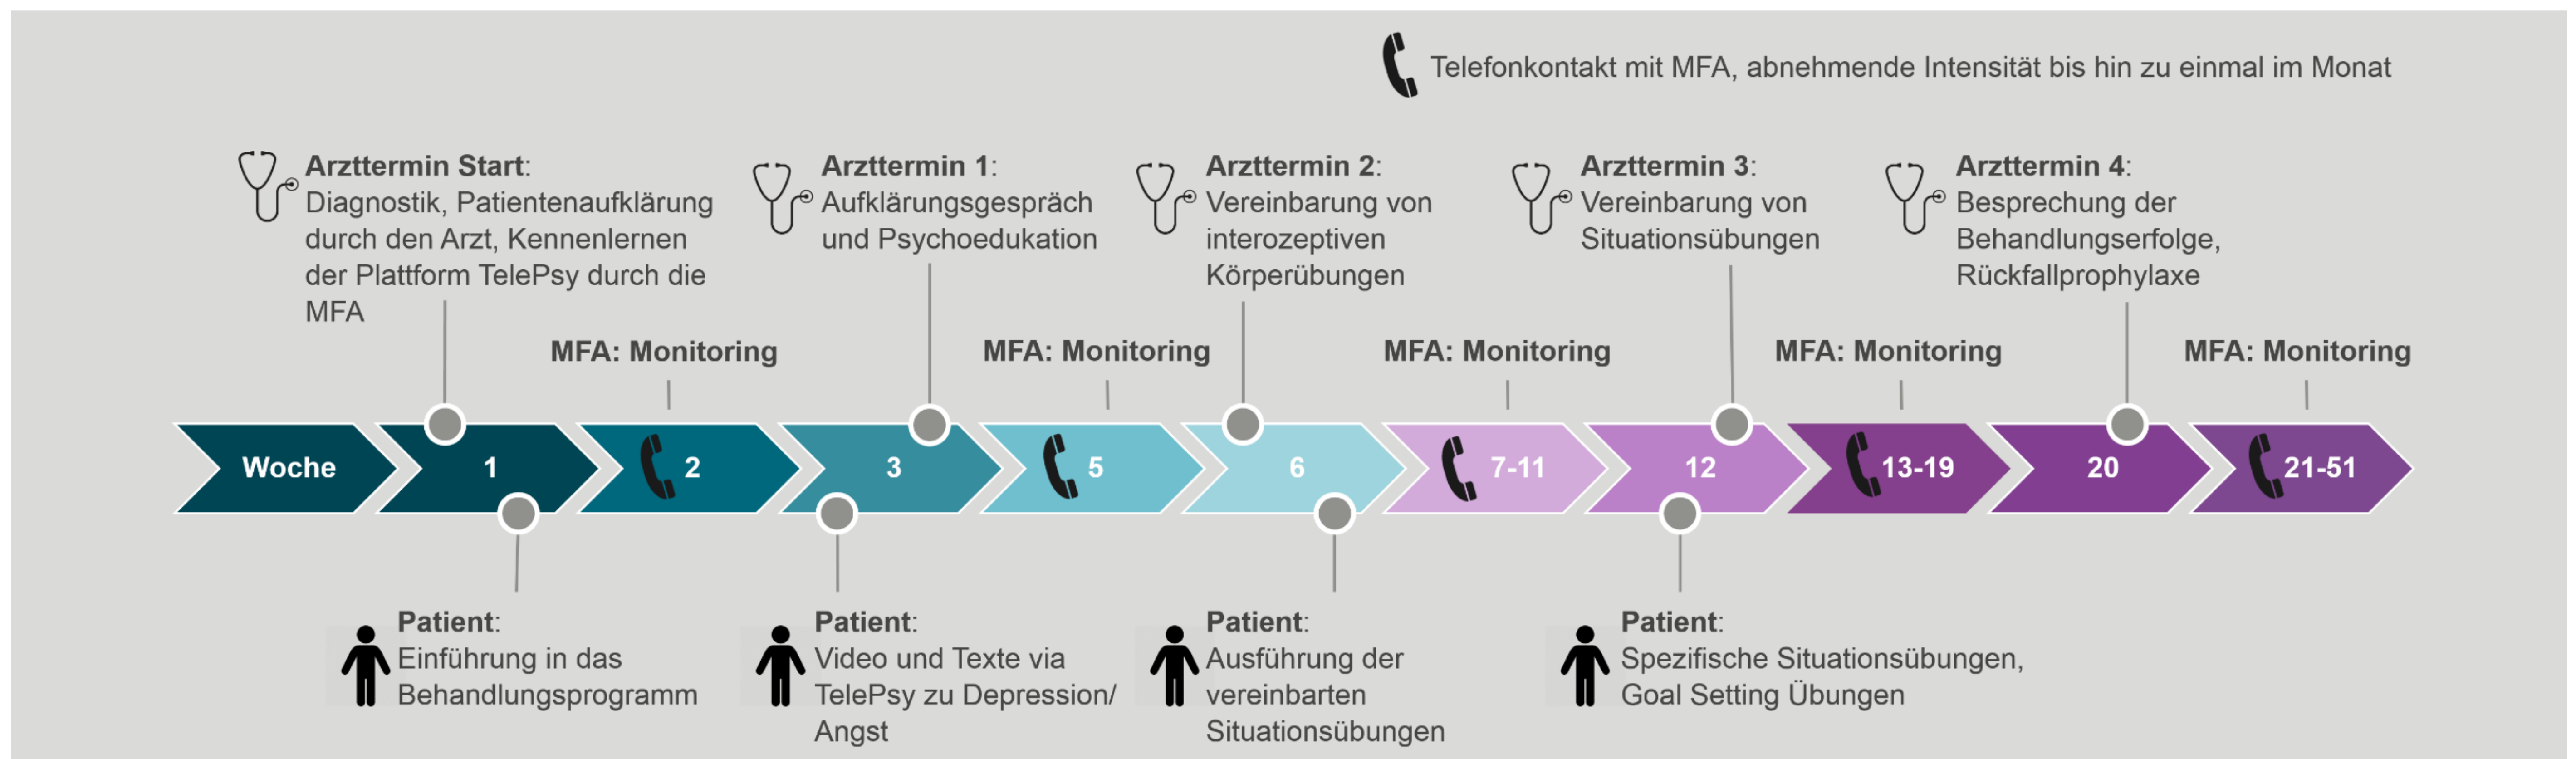 Telefonkontakt mit MFA, abnehmende Intensität bis hin zu einmal im Monat
Arzttermin Start:
Diagnostik, Patientenaufklärung
durch den Arzt, Kennenlernen
der Plattform TelePsy durch die
MFA
Arzttermin 1:
Aufklärungsgespräch
und Psychoedukation
Arzttermin 2:
Vereinbarung von
interozeptiven
Körperübungen
Arzttermin 3:
Vereinbarung von
Situationsübungen
Arzttermin 4:
Besprechung der
Behandlungserfolge,
Rückfallprophylaxe
MFA: Monitoring
MFA: Monitoring
MFA: Monitoring
MFA: Monitoring
MFA: Monitoring
Woche
1
2
3
5
6
7-11
12
13-19
20
21-51
Patient:
Einführung in das
Behandlungsprogramm
Patient:
Video und Texte via
TelePsy zu Depression/
Angst
Patient:
Ausführung der
vereinbarten
Situationsübungen
Patient:
Spezifische Situationsübungen,
Goal Setting Übungen